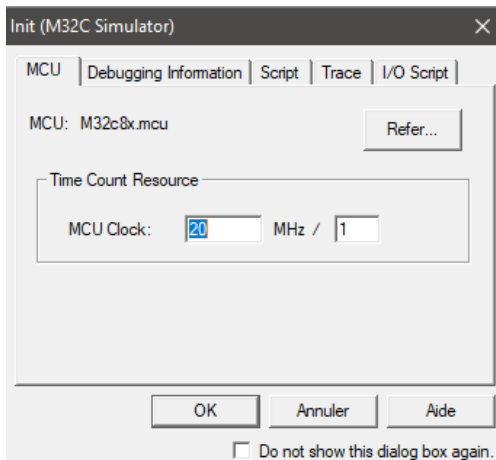 Init (M32C Simulator)
MCU Debugging Information Script Trace I/O Script
MCU: M32c8x.mcu Refer...
Time Count Resource
MCU Clock: 20 MHz / 1
OK Annuler Aide
Do not show this dialog box again.